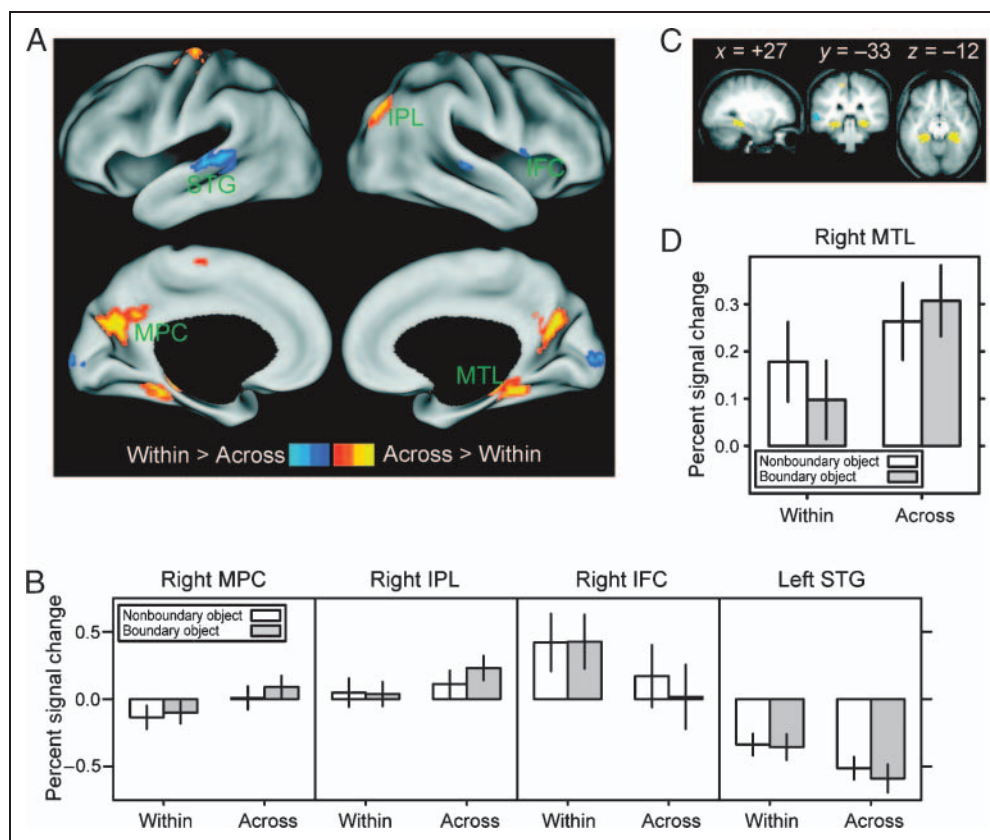 A
IPL
STG
IFC
MPC
MTL
Within > Across
Across > Within
C
x = +27 y = −33 z = −12
D
Right MTL
Percent signal change
0.3
0.2
0.1
0.0
Nonboundary object
Boundary object
Within Across
B
Right MPC Right IPL Right IFC Left STG
Percent signal change
0.5
0.0
−0.5
Nonboundary object
Boundary object
Within Across Within Across Within Across Within Across